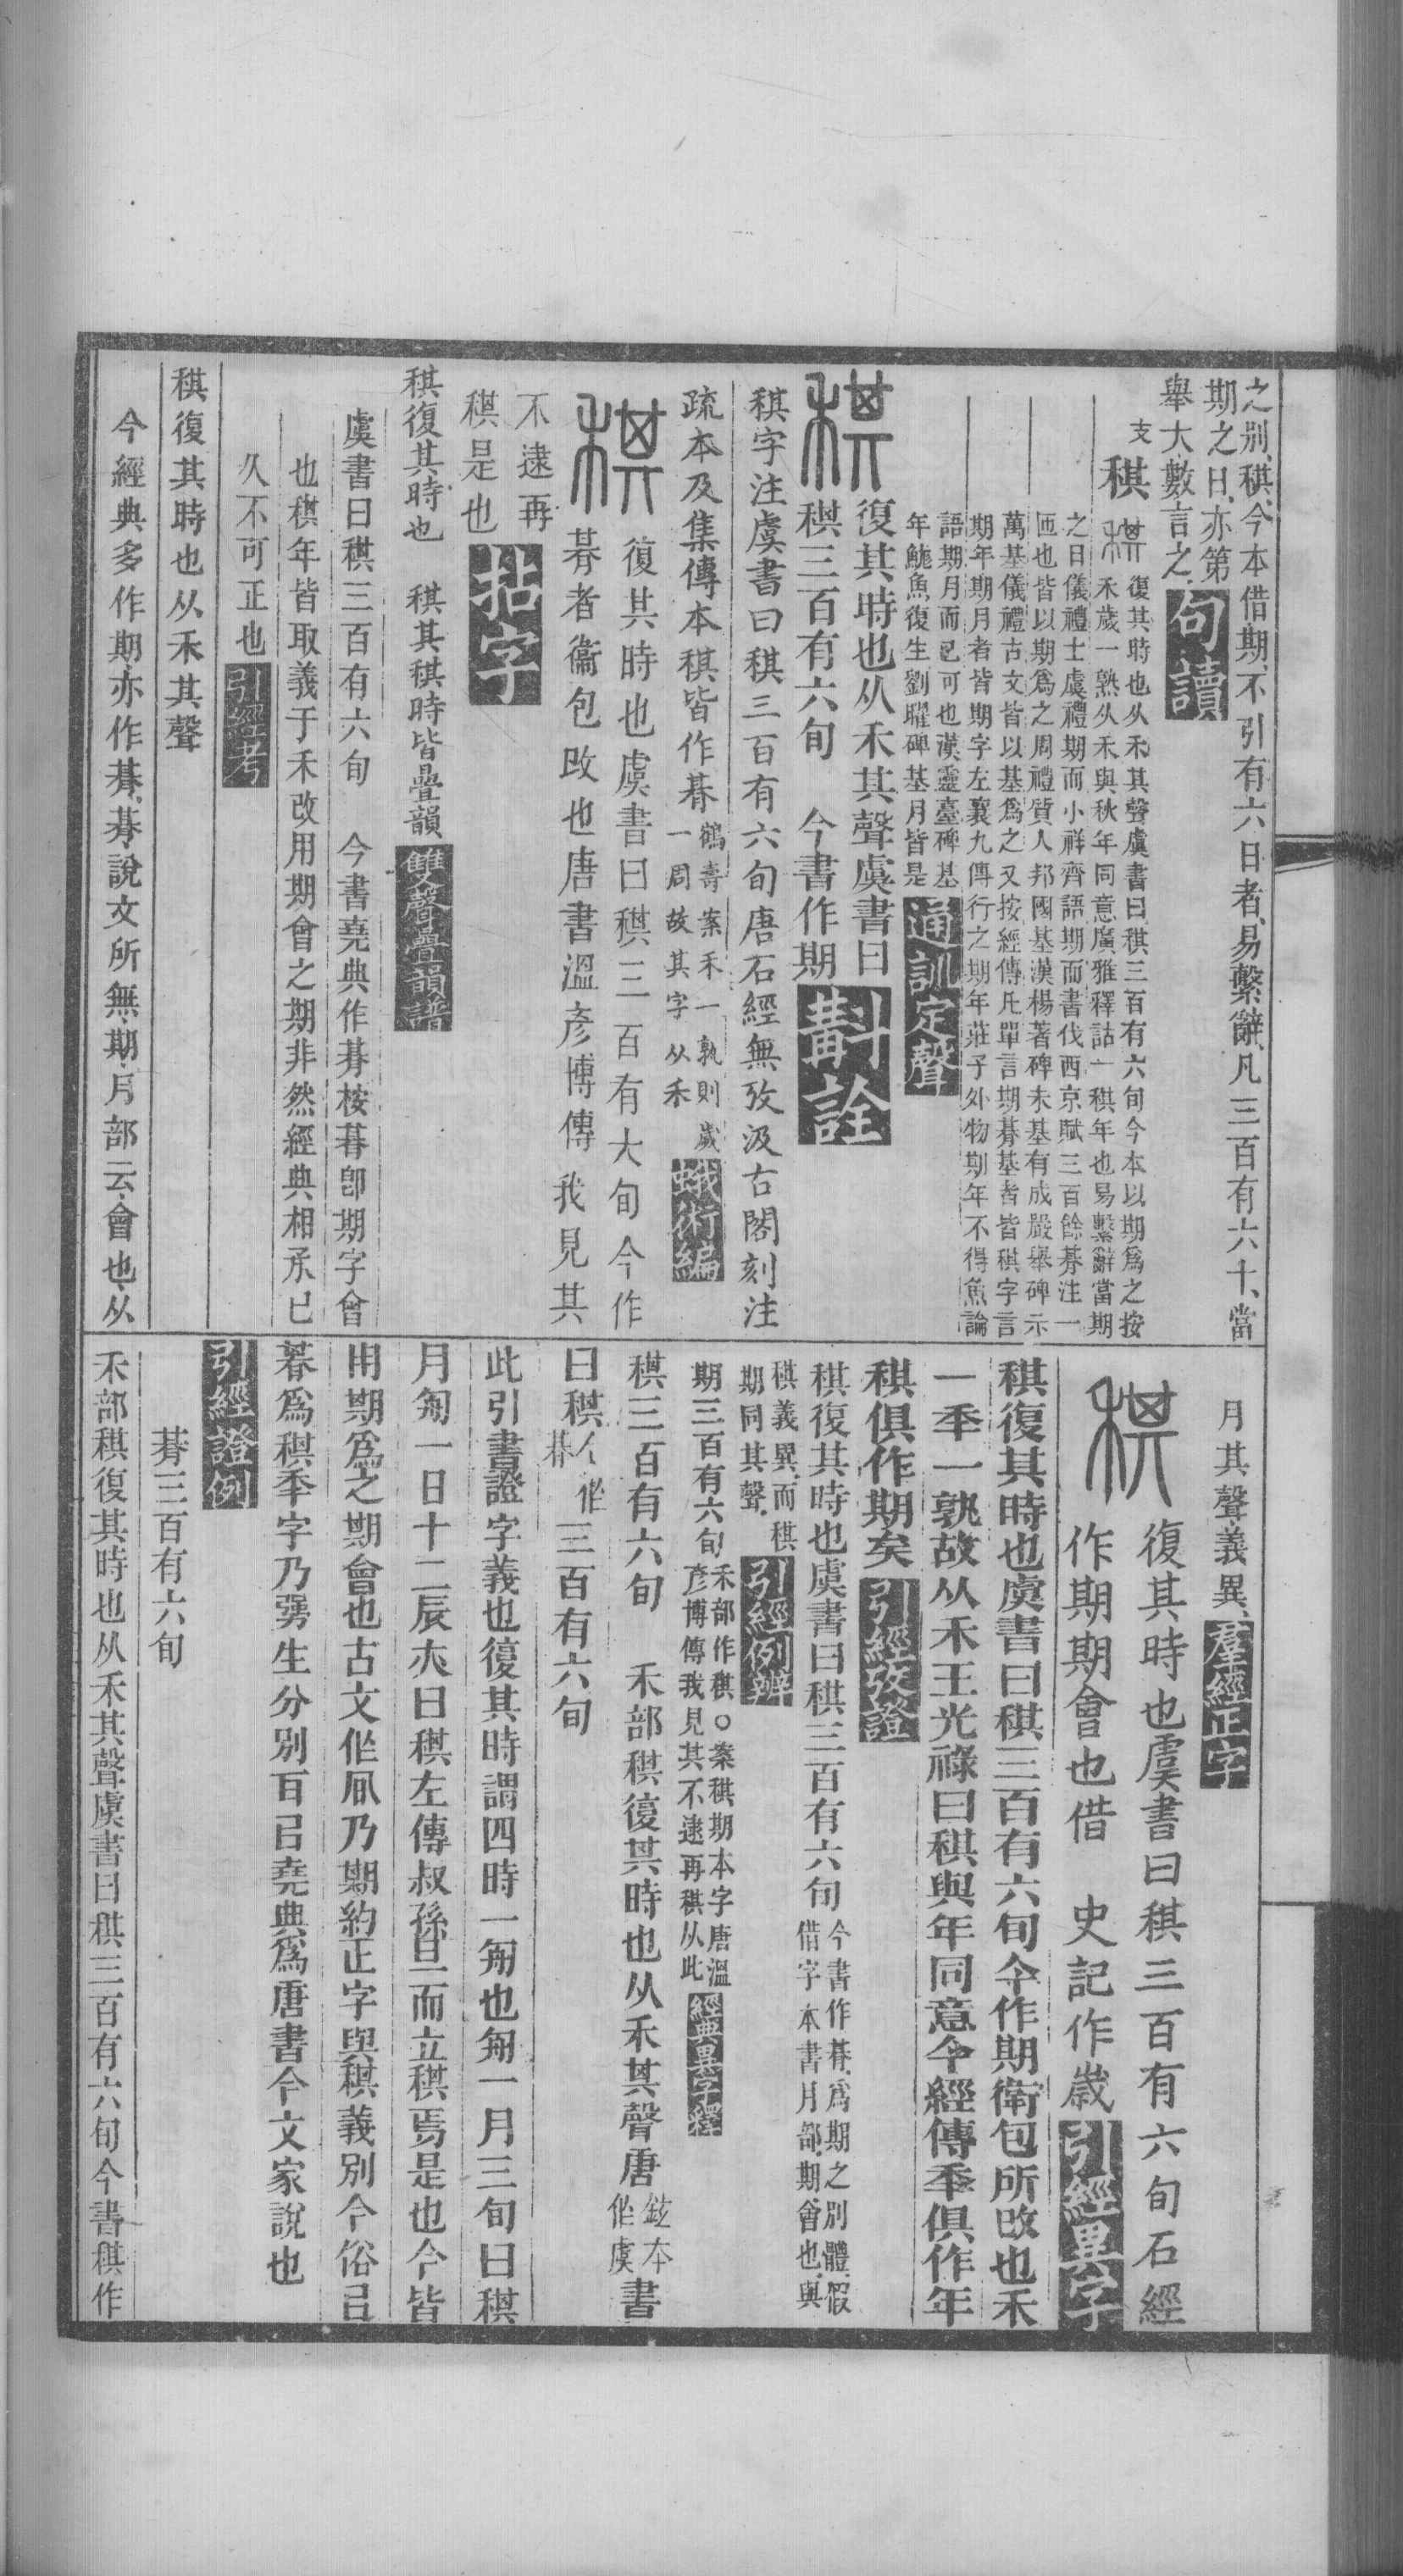 之別稘今本借期不引有六日者易繫辭凡三百有六十當
期之日亦第
舉大數言之句讀
支
稘
復其時也从禾其聲虞書曰稘三百有六旬今本以期爲之按
禾歲一熟从禾與秋年同意廣雅釋詁一稘年也易繫辭當期
之日儀禮士虞禮期而小祥齊語期而書伐西京賦三百餘朞注一
匝也皆以期爲之周禮質人邦國基漢楊著碑未基有成嚴舉碑示
萬基儀禮古文皆以基爲之又按經傳凡單言期朞基者皆稘字言
期年期月者皆期字左襄九傳行之期年莊子外物期年不得魚論
語期月而已可也漢靈臺碑基
年鮠魚復生劉曜碑基月皆是通訓定聲
稘
復其時也从禾其聲虞書曰
稘三百有六旬　今書作期斠詮
稘字注虞書曰稘三百有六旬唐石經無攷汲古閣刻注
疏本及集傳本稘皆作朞鶴壽案禾一孰則歲
一周故其字从禾蛾術編
稘
復其時也虞書曰稘三百有大旬今作
朞者衞包改也唐書溫彥博傳我見其
不逮再
稘是也拈字
稘復其時也　稘其稘時皆疊韻雙聲疊韻譜
虞書曰稘三百有六旬　今書堯典作朞桉朞卽期字會
也稘年皆取義于禾改用期會之期非然經典相承已
久不可正也引經考
稘復其時也从禾其聲
今經典多作期亦作朞朞說文所無期月部云會也从
月其聲義異羣經正字
稘
復其時也虞書曰稘三百有六旬石經
作期期會也借　史記作歲引經異字
稘復其時也虞書曰稘三百有六旬今作期衛包所改也禾
一秊一孰故从禾王光祿曰稘與年同意今經傳秊俱作年
稘俱作期矣引經攷證
稘復其時也虞書曰稘三百有六旬今書作朞爲期之別體假
借字本書月部期會也與
稘義異而稘
期同其聲引經例辨
期三百有六旬禾部作稘○案稘期本字唐溫
彥博傳我見其不逮再稘从此經典異字釋
稘三百有六旬　禾部稘復其時也从禾其聲唐鉉本
作虞書
曰稘今作
朞三百有六旬
此引書證字義也復其時謂四時一匊也匊一月三旬曰稘
月匊一日十二辰夾曰稘左傳叔孫旦而立稘焉是也今皆
用期爲之期會也古文作𣅆乃期約正字與稘義別今俗㠯
朞爲稘秊字乃彊生分別百㠯堯典爲唐書今文家說也
引經證例
朞三百有六旬
禾部稘復其時也从禾其聲虞書曰稘三百有六旬今書稘作